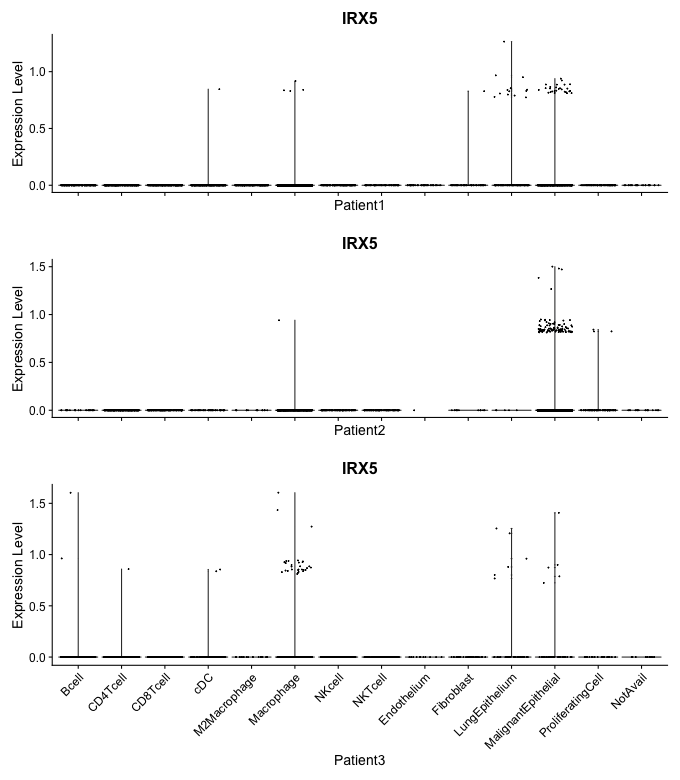 IRX5
Expression Level
1.0
0.5
0.0
Patient1
IRX5
Expression Level
1.5
1.0
0.5
0.0
Patient2
IRX5
Expression Level
1.5
1.0
0.5
0.0
Bcell
CD4Tcell
CD8Tcell
cDC
M2Macrophage
Macrophage
NKcell
NKTcell
Endothelium
Fibroblast
LungEpithelium
MalignantEpithelial
ProliferatingCell
NotAvail
Patient3